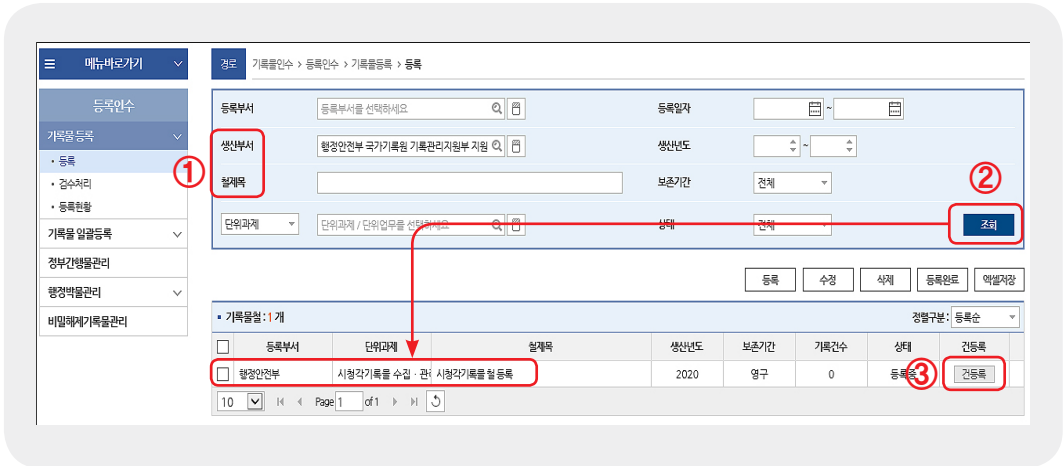 메뉴바로가기
경로 기록물인수 > 등록인수 > 기록물등록 > 등록
등록인수
기록물 등록
• 등록
• 검수처리
• 등록현황
기록물 일괄등록
정부간행물관리
행정박물관리
비밀해제기록물관리
등록부서 등록부서를 선택하세요 등록일자 ~
① 생산부서 행정안전부 국가기록원 기록관리지원부 지원 생산년도 ~
철제목 보존기간 전체 ②
단위과제 단위과제 / 단위업무를 선택하세요 상태 전체 조회
등록 수정 삭제 등록완료 엑셀저장
기록물철 : 1 개 정렬구분 : 등록순
등록부서 단위과제 철제목 생산년도 보존기간 기록건수 상태 건등록
행정안전부 시청각기록물 수집 · 시청각기록물 철 등록 2020 영구 0 ③ 건등록
10 Page 1 of 1